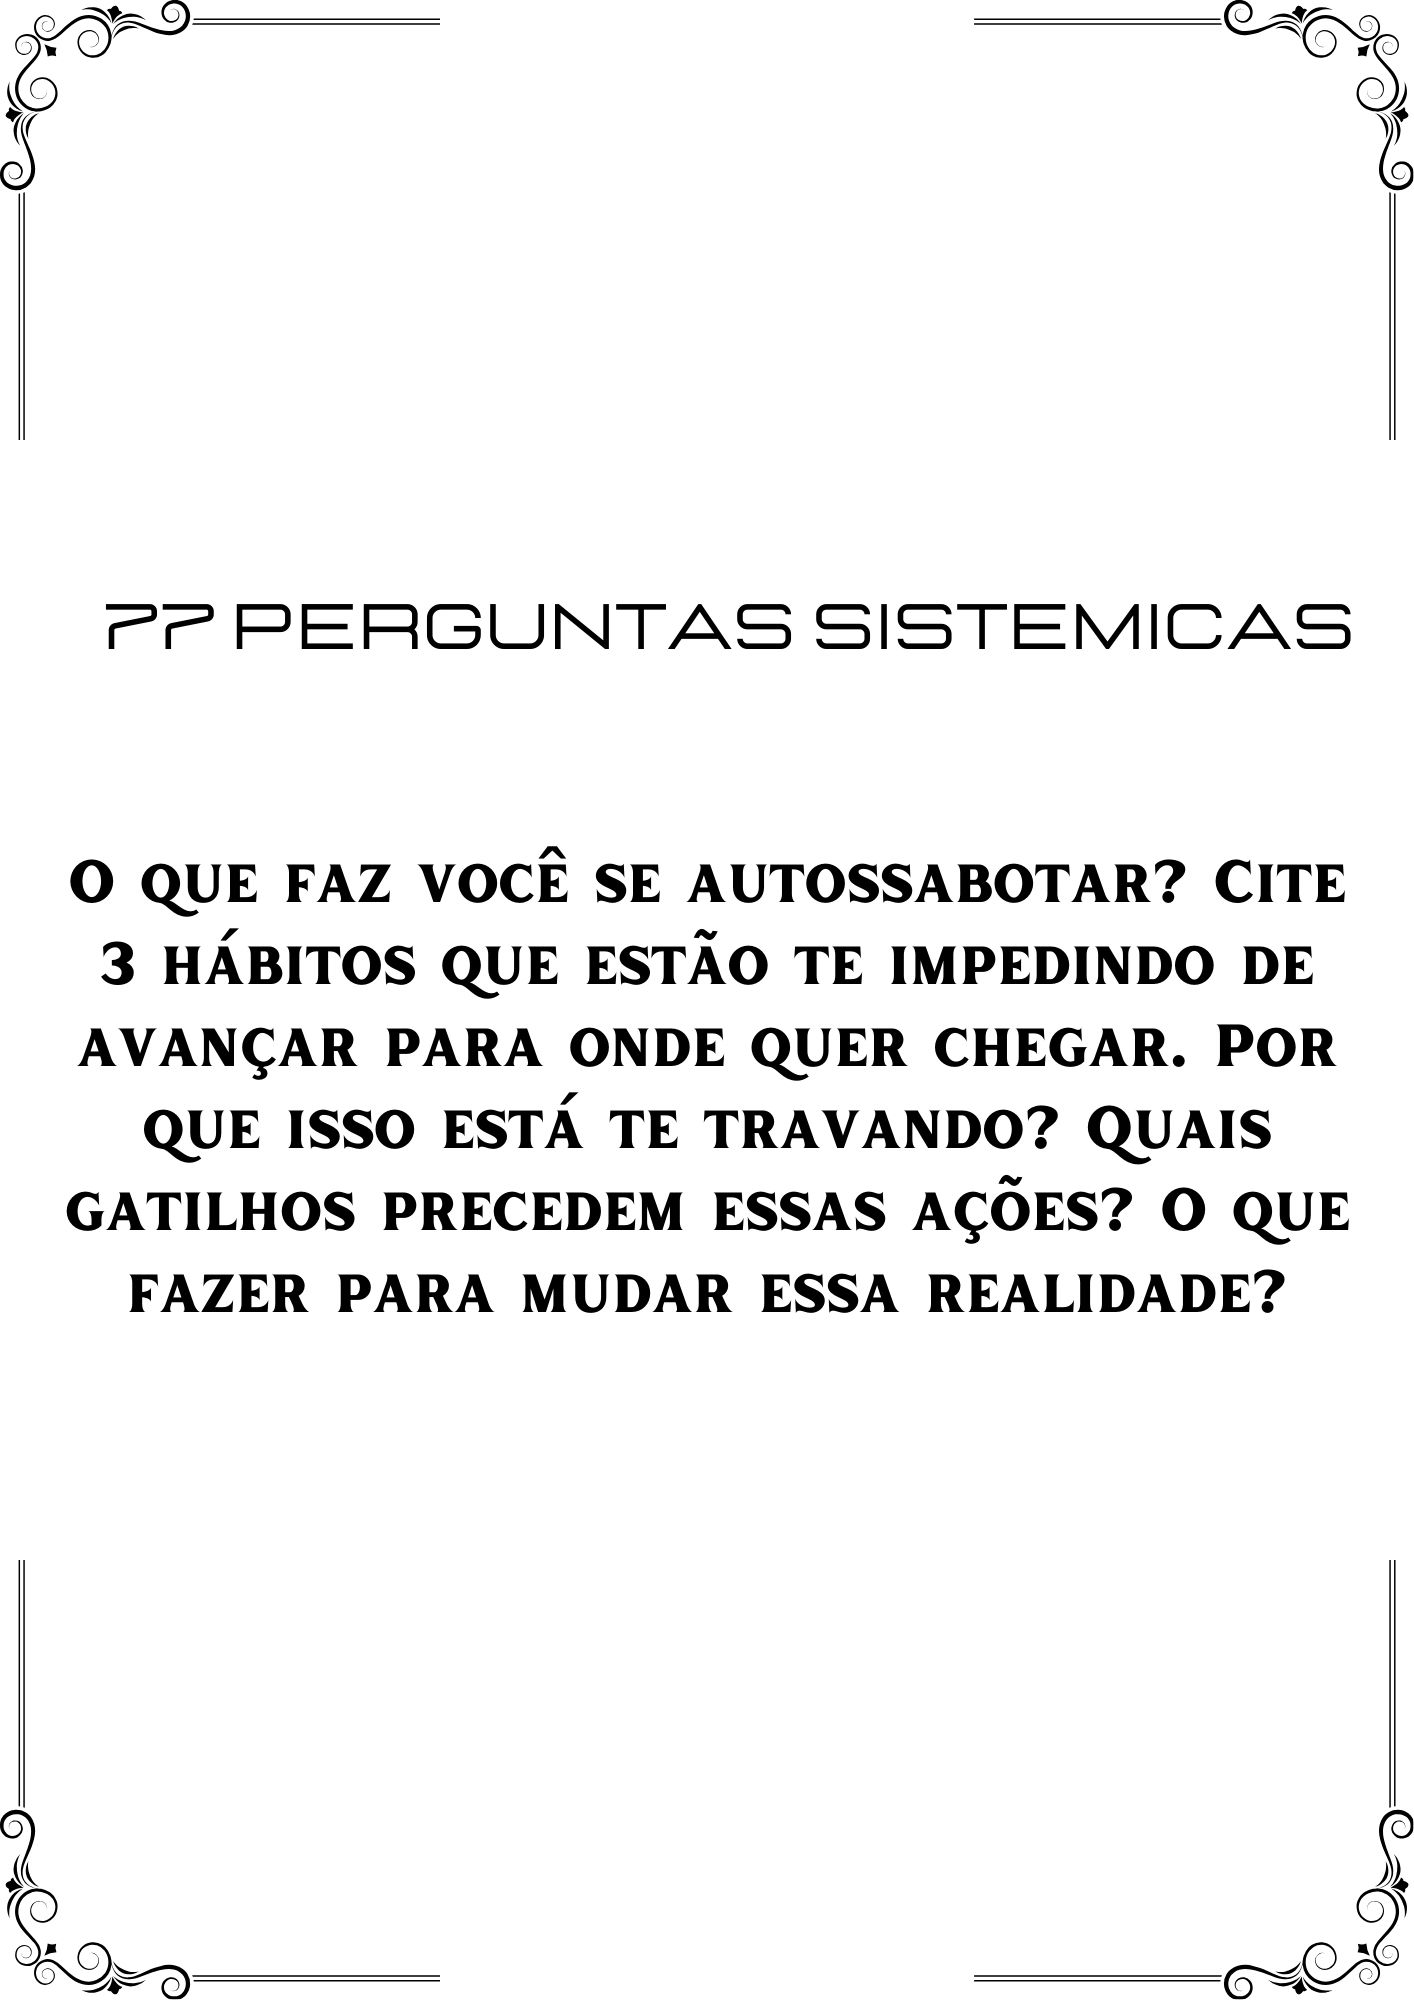 77 PERGUNTAS SISTEMICAS
O que faz você se autossabotar? Cite
3 hábitos que estão te impedindo de
avançar para onde quer chegar. Por
que isso está te travando? Quais
gatilhos precedem essas ações? O que
fazer para mudar essa realidade?